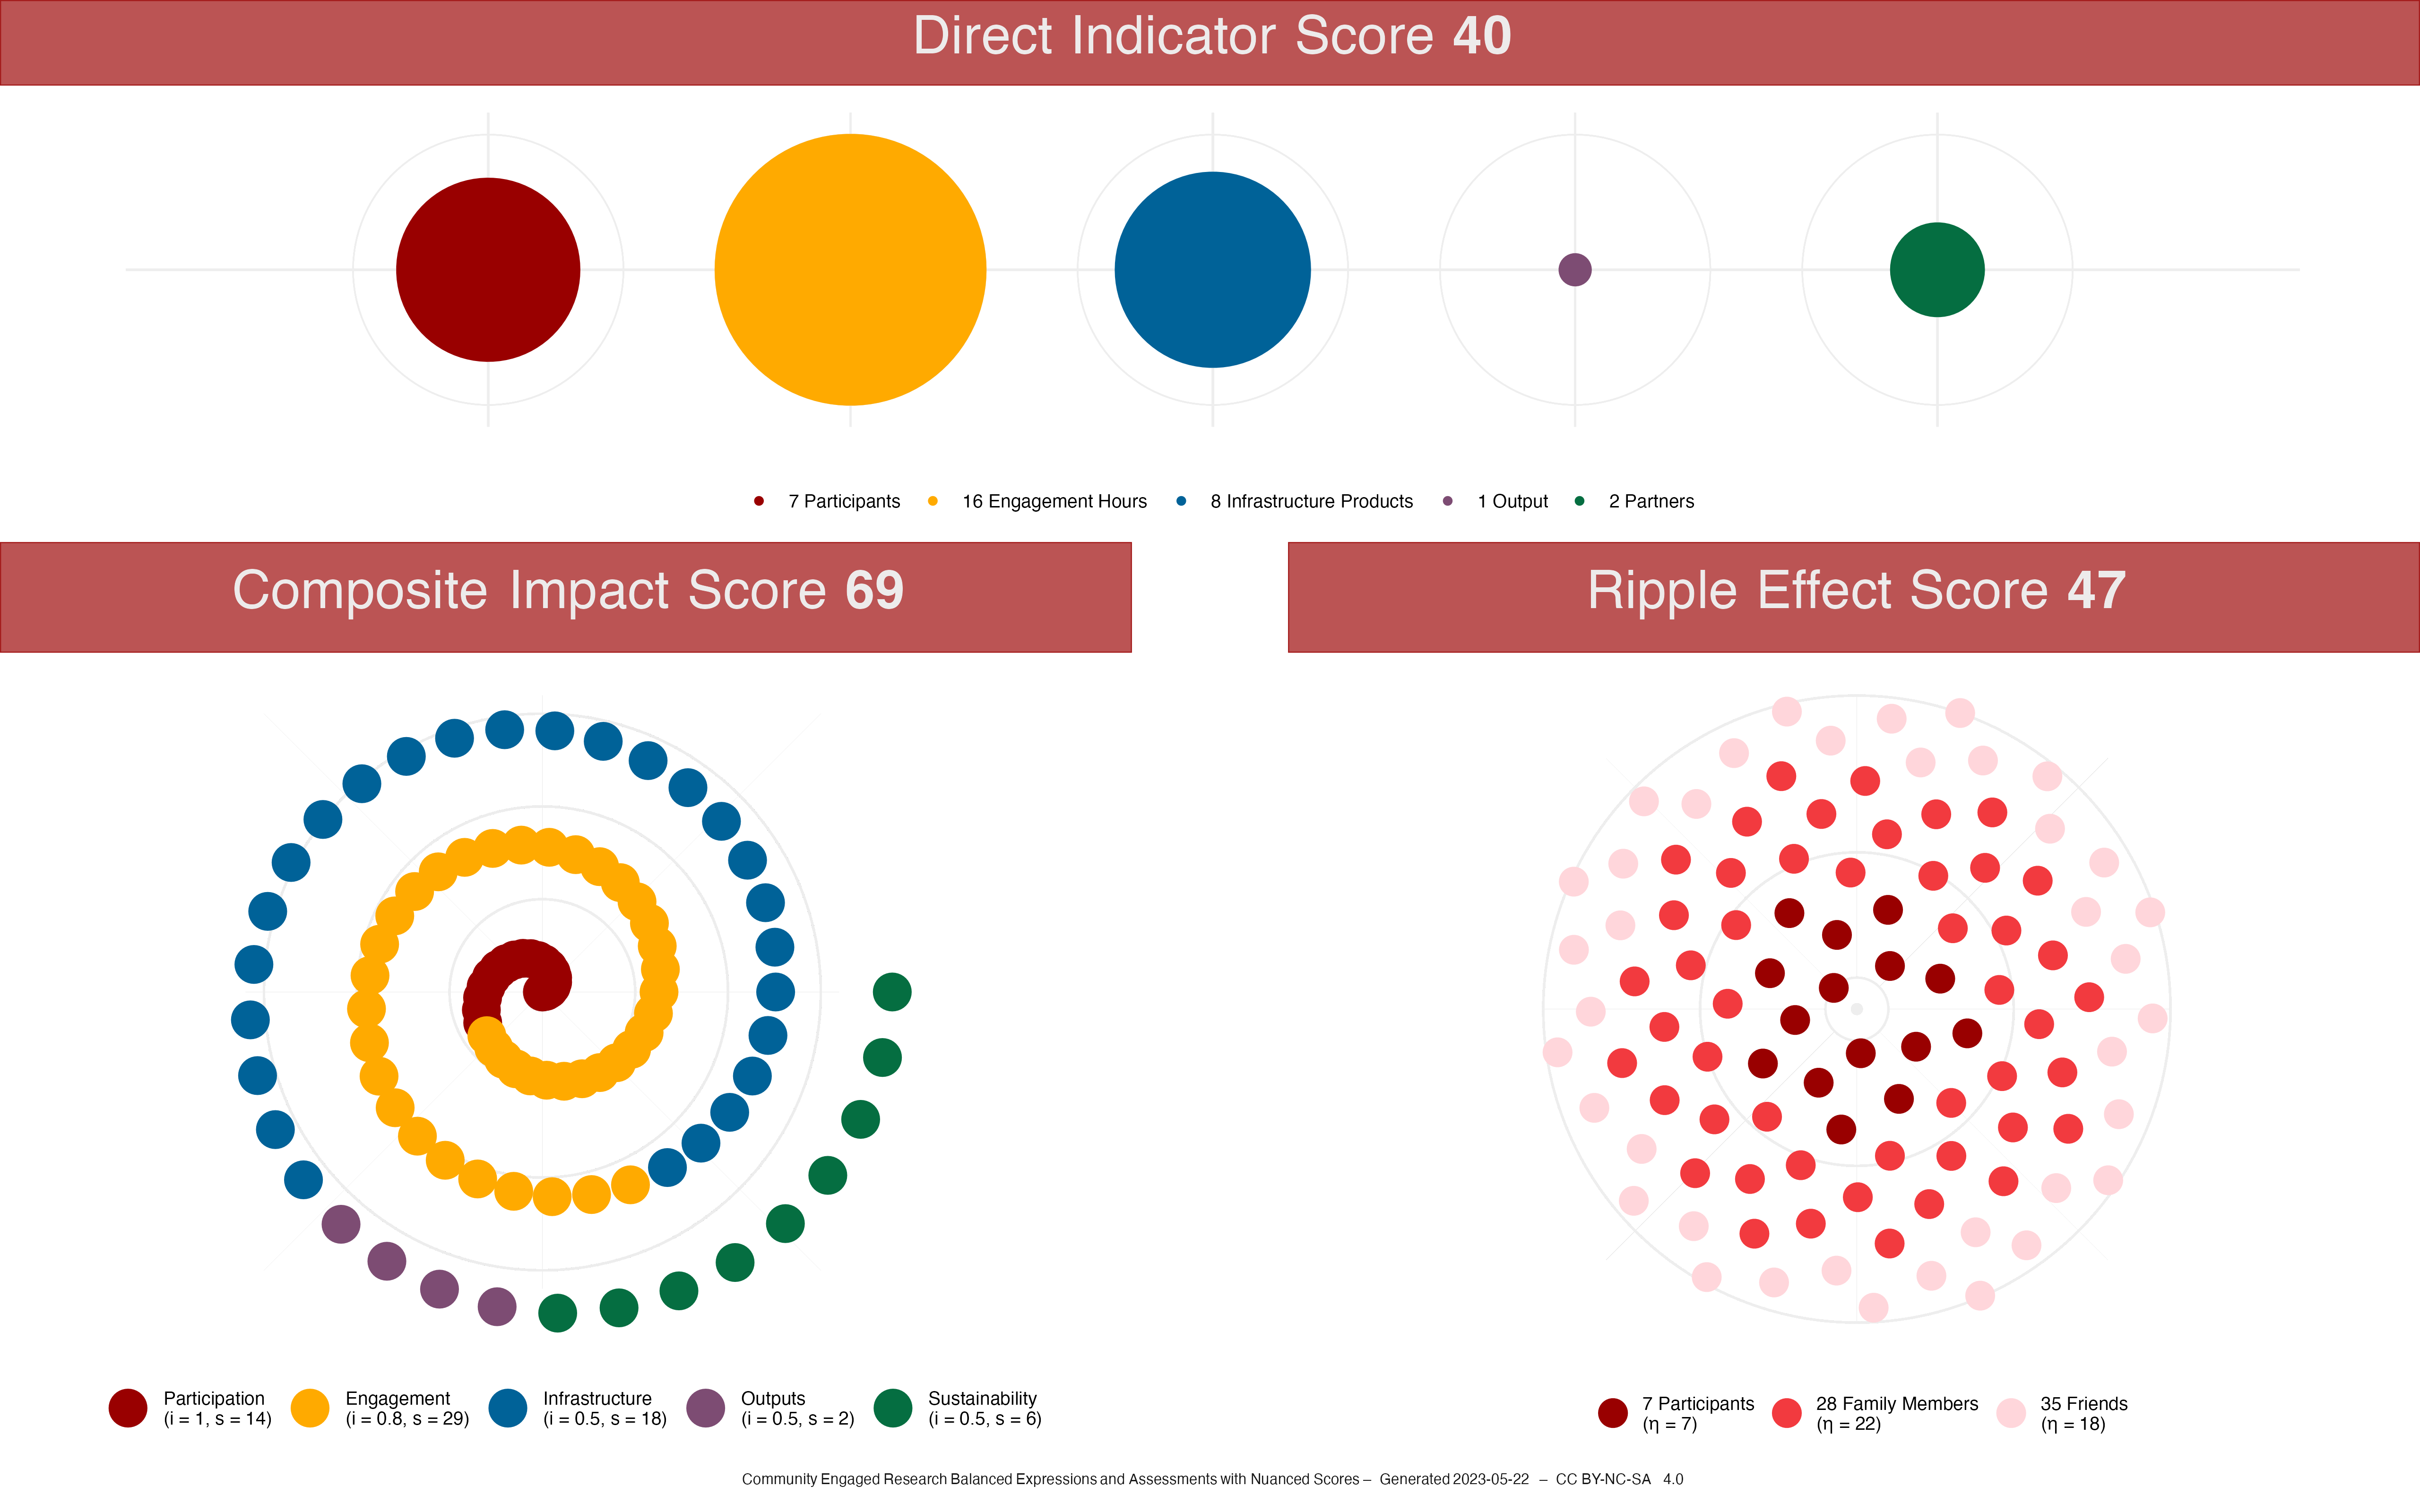 Direct Indicator Score 40
7 Participants
16 Engagement Hours
8 Infrastructure Products
1 Output
2 Partners
Composite Impact Score 69
Ripple Effect Score 47
Participation
(i = 1, s = 14)
Engagement
(i = 0.8, s = 29)
Infrastructure
(i = 0.5, s = 18)
Outputs
(i = 0.5, s = 2)
Sustainability
(i = 0.5, s = 6)
7 Participants
(η = 7)
28 Family Members
(η = 22)
35 Friends
(η = 18)
Community Engaged Research Balanced Expressions and Assessments with Nuanced Scores – Generated 2023-05-22 – CC BY-NC-SA 4.0